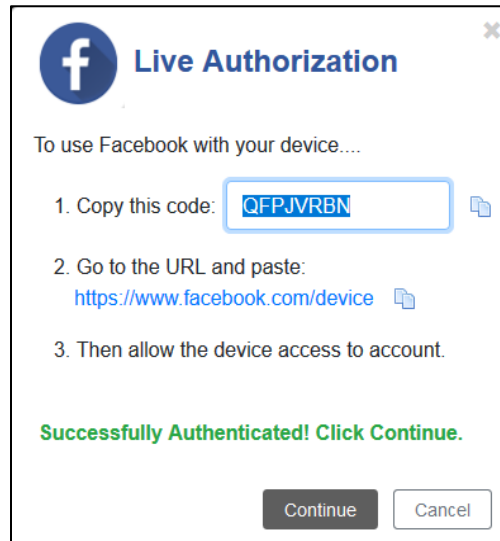 Live Authorization
To use Facebook with your device....
1. Copy this code: QFPJVRBN
2. Go to the URL and paste:
https://www.facebook.com/device
3. Then allow the device access to account.
Successfully Authenticated! Click Continue.
Continue Cancel